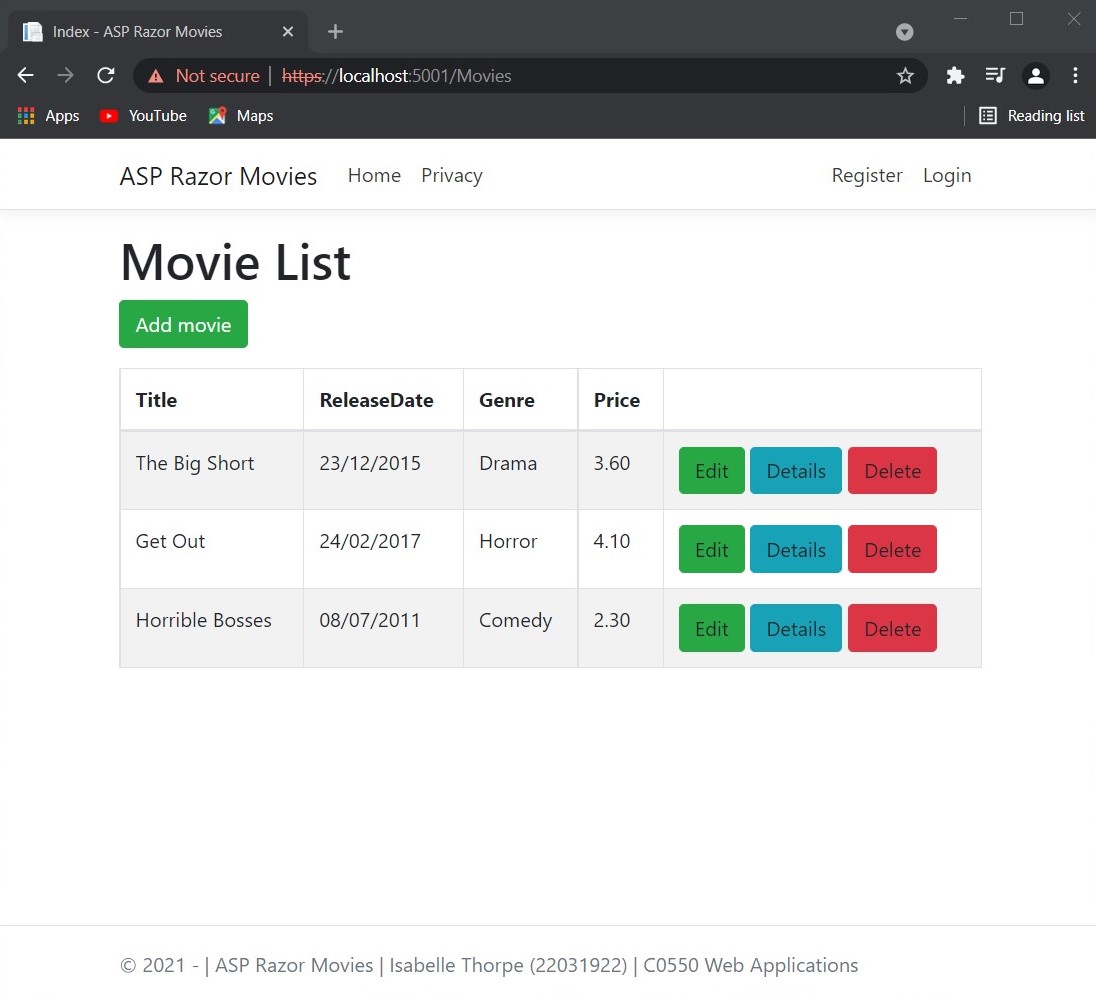 Index - ASP Razor Movies
Not secure | https://localhost:5001/Movies
Apps YouTube Maps Reading list
ASP Razor Movies Home Privacy Register Login
Movie List
Add movie
Title ReleaseDate Genre Price
The Big Short 23/12/2015 Drama 3.60 Edit Details Delete
Get Out 24/02/2017 Horror 4.10 Edit Details Delete
Horrible Bosses 08/07/2011 Comedy 2.30 Edit Details Delete
© 2021 - | ASP Razor Movies | Isabelle Thorpe (22031922) | C0550 Web Applications